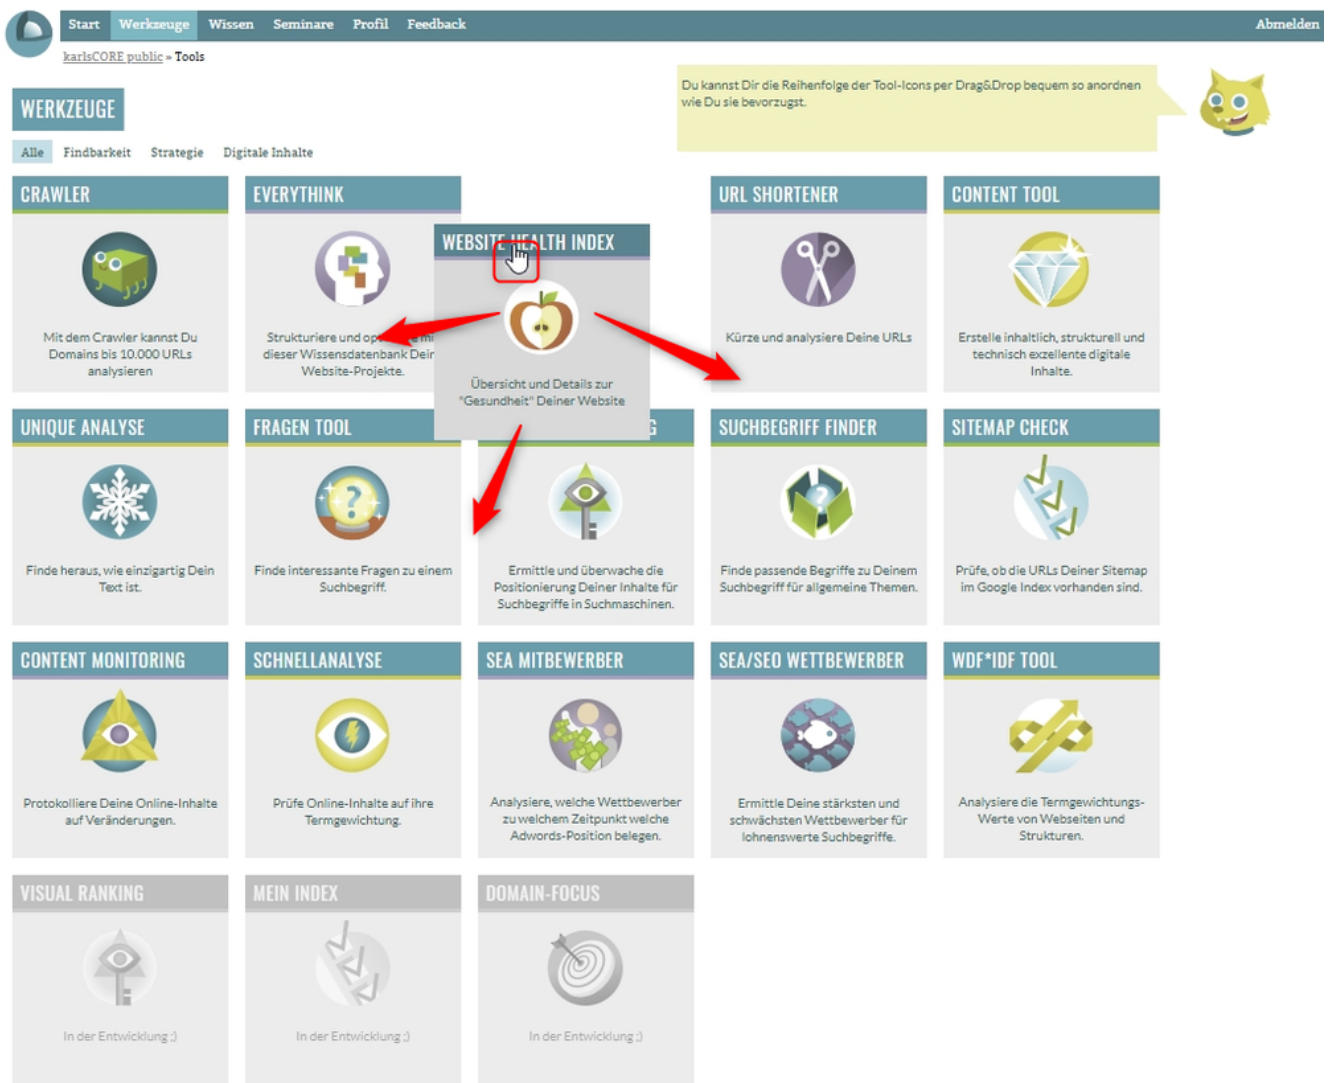 Start Werkzeuge Wissen Seminare Profil Feedback Abmelden
karlsCORE public » Tools
Du kannst Dir die Reihenfolge der Tool-Icons per Drag&Drop bequem so anordnen
wie Du sie bevorzugst.
WERKZEUGE
Alle Findbarkeit Strategie Digitale Inhalte
CRAWLER
Mit dem Crawler kannst Du
Domains bis 10.000 URLs
analysieren
EVERYTHINK
Strukturiere und
dieser Wissensdatenbank
Website-Projekte.
WEBSITE HEALTH INDEX
Übersicht und Details zur
"Gesundheit" Deiner Website
URL SHORTENER
Kürze und analysiere Deine URLs
CONTENT TOOL
Erstelle inhaltlich, strukturell und
technisch exzellente digitale
Inhalte.
UNIQUE ANALYSE
Finde heraus, wie einzigartig Dein
Text ist.
FRAGEN TOOL
Finde interessante Fragen zu einem
Suchbegriff.
G
Ermittle und überwache die
Positionierung Deiner Inhalte für
Suchbegriffe in Suchmaschinen.
SUCHBEGRIFF FINDER
Finde passende Begriffe zu Deinem
Suchbegriff für allgemeine Themen.
SITEMAP CHECK
Prüfe, ob die URLs Deiner Sitemap
im Google Index vorhanden sind.
CONTENT MONITORING
Protokolliere Deine Online-Inhalte
auf Veränderungen.
SCHNELLANALYSE
Prüfe Online-Inhalte auf ihre
Termgewichtung.
SEA MITBEWERBER
Analysiere, welche Wettbewerber
zu welchem Zeitpunkt welche
Adwords-Position belegen.
SEA/SEO WETTBEWERBER
Ermittle Deine stärksten und
schwächsten Wettbewerber für
lohnenswerte Suchbegriffe.
WDF*IDF TOOL
Analysiere die Termgewichtungs-
Werte von Webseiten und
Strukturen.
VISUAL RANKING
In der Entwicklung ;)
MEIN INDEX
In der Entwicklung ;)
DOMAIN-FOCUS
In der Entwicklung ;)